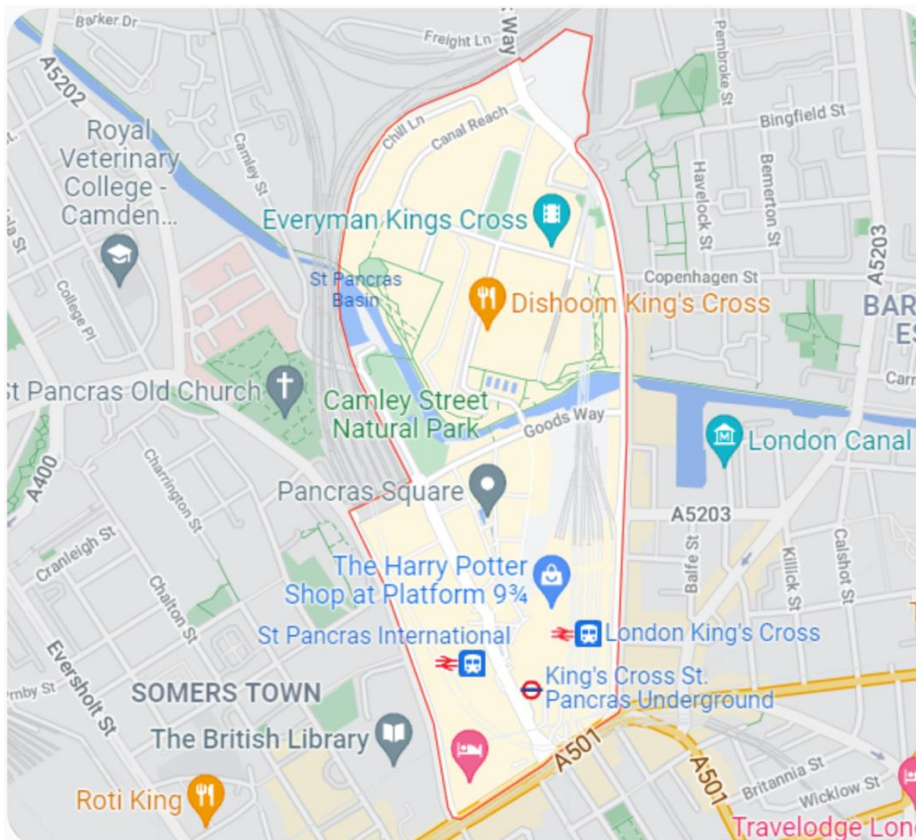 Barker Dr
Freight Ln
k Way
A5202
Pembroke St
Royal
Veterinary
College -
Camden...
Camley St
Chill Ln
Canal Reach
Bingfield St
Havelock St
Bemerton St
Everyman Kings Cross
A5203
College Pl
St Pancras
Basin
Copenhagen St
Dishoom King's Cross
BAR
ES
St Pancras Old Church
Camley Street
Natural Park
Goods Way
Carn
London Canal
A400
Charrington St
Pancras Square
A5203
Cranleigh St
Chalton St
Balfe St
Killick St
Calshot St
The Harry Potter
Shop at Platform 9¾
St Pancras International
London King's Cross
Eversholt St
King's Cross St.
Pancras Underground
SOMERS TOWN
The British Library
A501
A501
Britannia St
Wicklow St
Roti King
Travelodge Lon